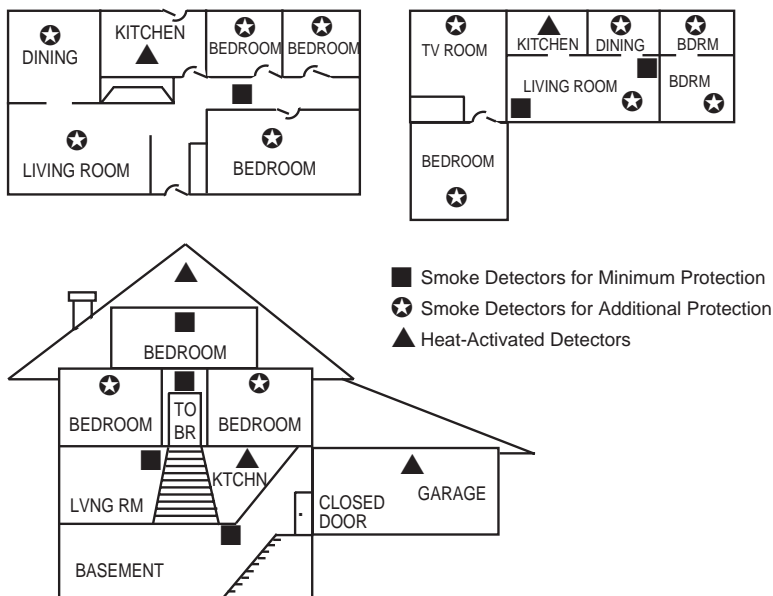 KITCHEN
DINING
BEDROOM
BEDROOM
LIVING ROOM
BEDROOM
TV ROOM
KITCHEN
DINING
BDRM
LIVING ROOM
BDRM
BEDROOM
Smoke Detectors for Minimum Protection
Smoke Detectors for Additional Protection
Heat-Activated Detectors
BEDROOM
BEDROOM
TO
BR
BEDROOM
LVNG RM
KTCHN
CLOSED
DOOR
GARAGE
BASEMENT